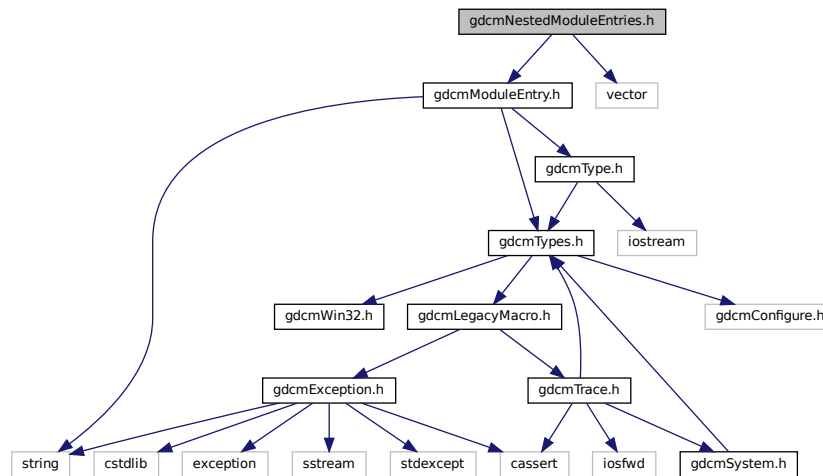 gdcmNestedModuleEntries.h
gdcmModuleEntry.h
vector
gdcmType.h
gdcmTypes.h
iostream
gdcmWin32.h
gdcmLegacyMacro.h
gdcmConfigure.h
gdcmException.h
gdcmTrace.h
string
cstdlib
exception
sstream
stdexcept
cassert
iosfwd
gdcmSystem.h